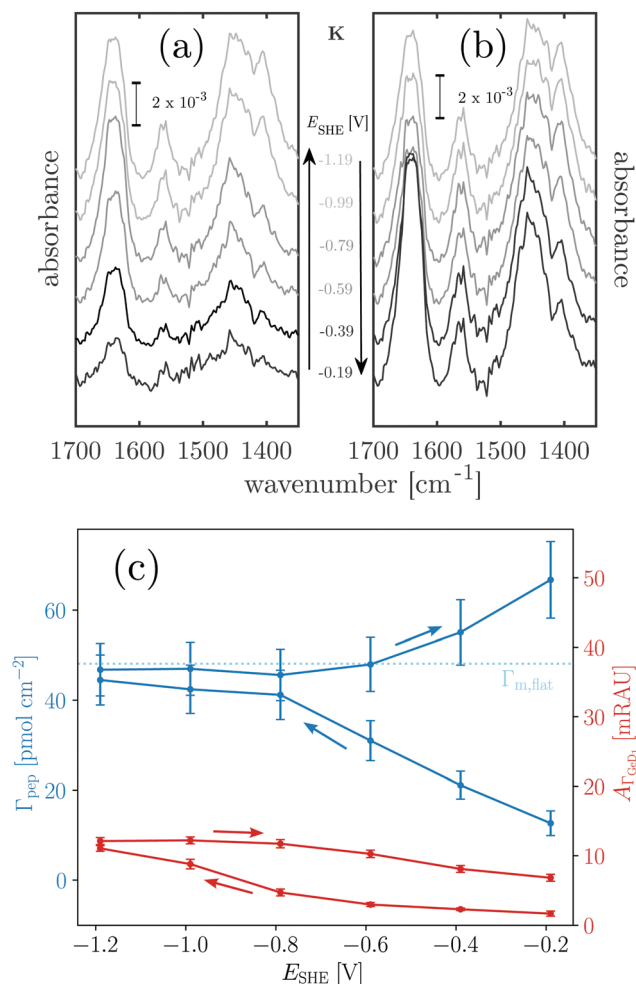 (a) K (b)
2 x 10⁻³ 2 x 10⁻³
E_SHE [V]
-1.19
-0.99
-0.79
-0.59
-0.39
-0.19
absorbance absorbance
1700 1600 1500 1400 1700 1600 1500 1400
wavenumber [cm⁻¹]
(c)
Γ_pep [pmol cm⁻²]
60
40
20
0
Γ_m,flat
A_Γ_GeD₁ [mRAU]
50
40
30
20
10
0
−1.2 −1.0 −0.8 −0.6 −0.4 −0.2
E_SHE [V]